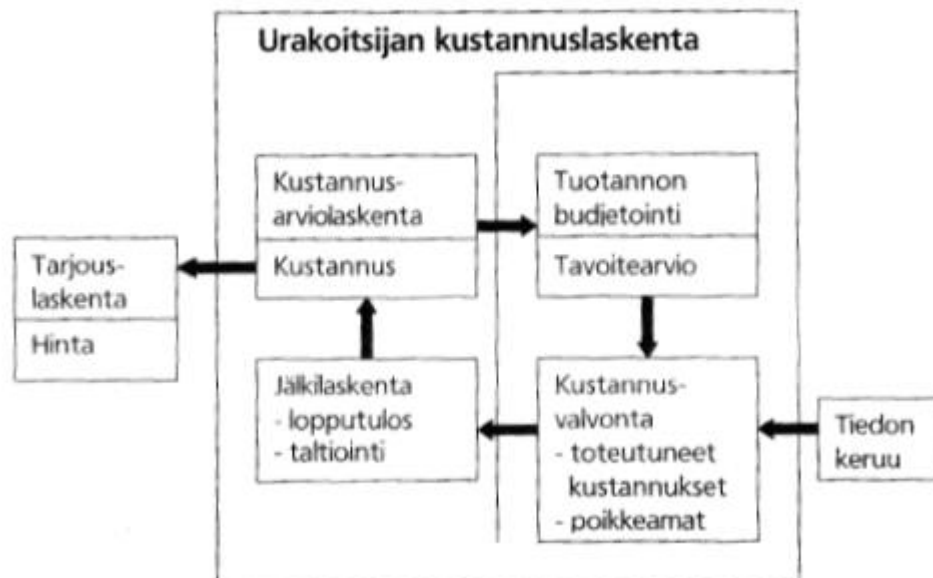 Urakoitsijan kustannuslaskenta
Kustannus-
arviolaskenta
Kustannus
Tuotannon
budjetointi
Tavoitearvio
Tarjous-
laskenta
Hinta
Jälkilaskenta
- lopputulos
- taltiointi
Kustannus-
valvonta
- toteutuneet
kustannukset
- poikkeamat
Tiedon
keruu